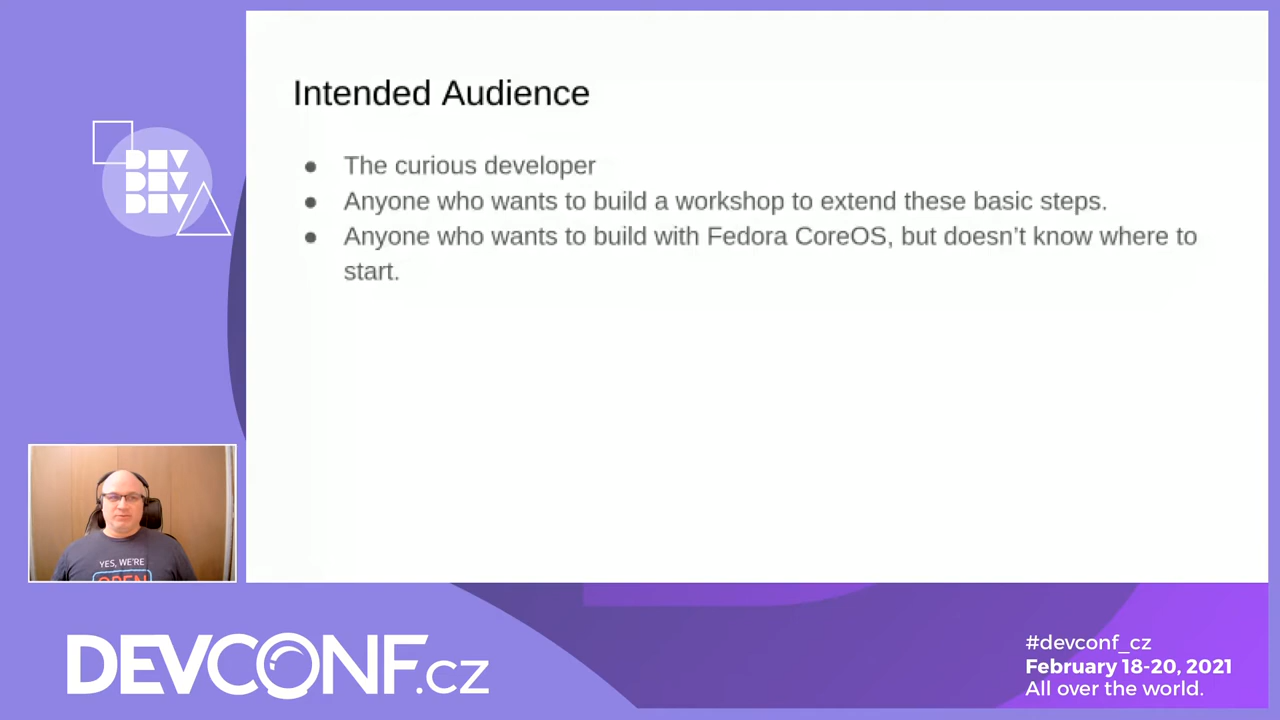 Intended Audience
● The curious developer
● Anyone who wants to build a workshop to extend these basic steps.
● Anyone who wants to build with Fedora CoreOS, but doesn’t know where to
start.
DEV
DEV
DEV
YES, WE'RE
OPEN
DEVCONF.cz
#devconf_cz
February 18-20, 2021
All over the world.